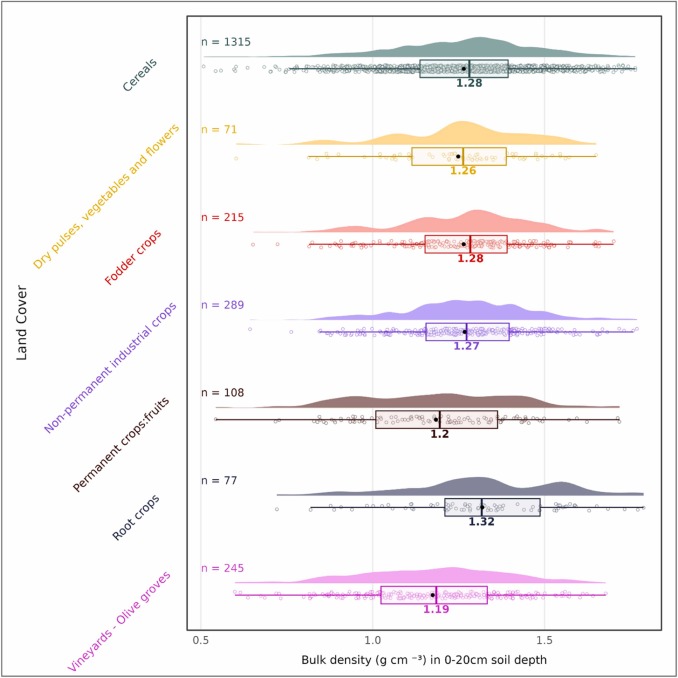 n = 1315
Cereals
1.28
n = 71
Dry pulses, vegetables and flowers
1.26
n = 215
Fodder crops
1.28
Land Cover
n = 289
Non-permanent industrial crops
1.27
n = 108
Permanent crops:fruits
1.2
n = 77
Root crops
1.32
n = 245
Vineyards - Olive groves
1.19
0.5 1.0 1.5
Bulk density (g cm ⁻³) in 0-20cm soil depth